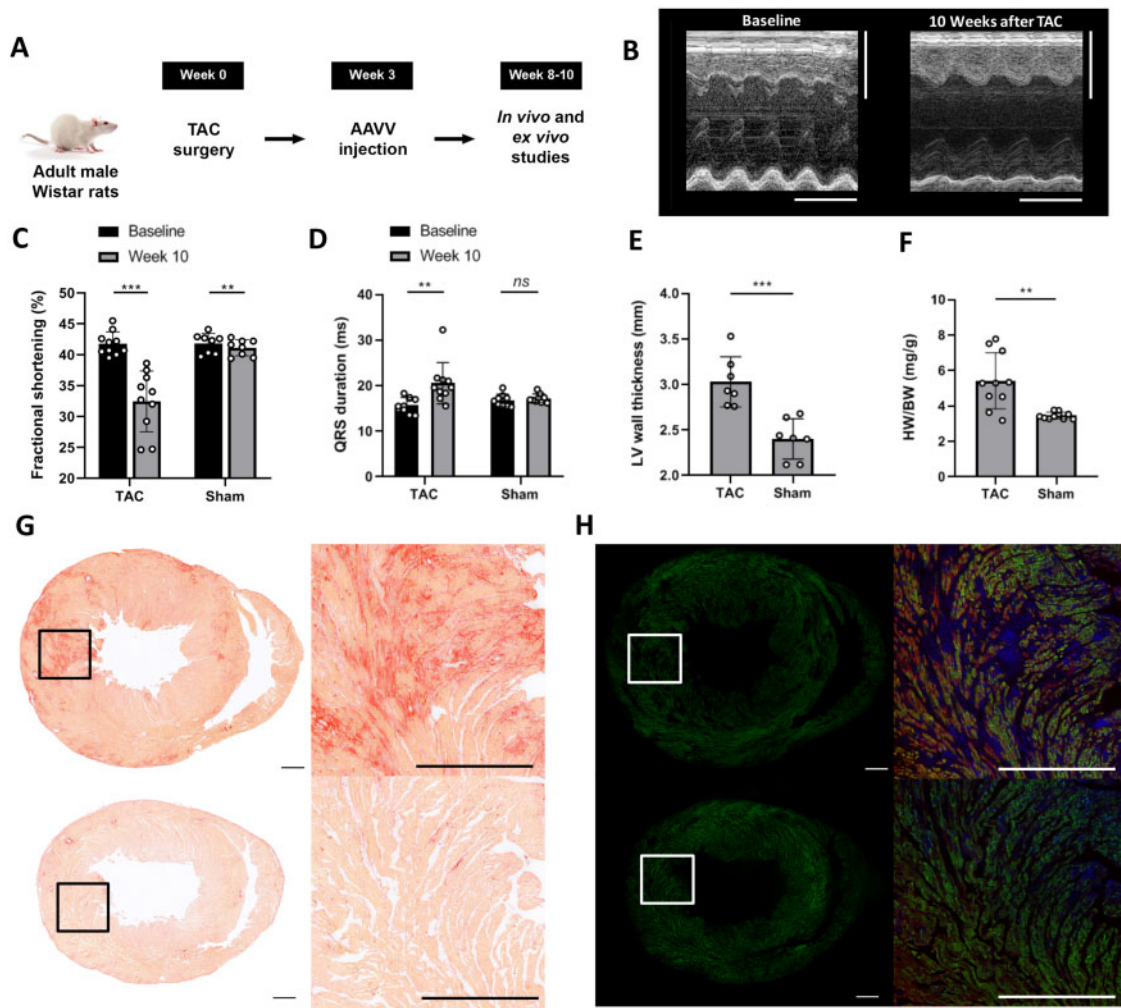 A
Week 0
Week 3
Week 8-10
TAC
surgery
AAVV
injection
In vivo and
ex vivo
studies
Adult male
Wistar rats
B
Baseline
10 Weeks after TAC
C
Baseline
Week 10
Fractional shortening (%)
50
45
40
35
30
25
20
***
**
TAC
Sham
D
Baseline
Week 10
QRS duration (ms)
40
30
20
10
0
**
ns
TAC
Sham
E
LV wall thickness (mm)
4.0
3.5
3.0
2.5
2.0
***
TAC
Sham
F
HW/BW (mg/g)
10
8
6
4
2
0
**
TAC
Sham
G
H